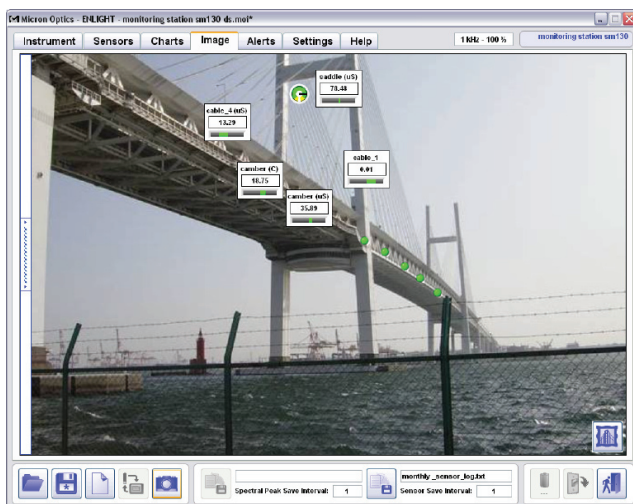 Micron Optics - ENLIGHT - monitoring station sm130 ds.moi*
Instrument Sensors Charts Image Alerts Settings Help
1 kHz - 100 %
monitoring station sm130
saddle (uS)
78.48
cable_4 (uS)
13.29
cable_1
0.01
camber (C)
18.75
camber (uS)
35.89
monthly _sensor_log.txt
Spectral Peak Save Interval: 1
Sensor Save Interval: 1